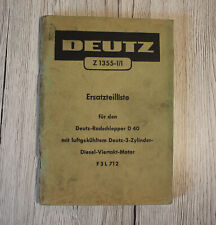 DEUTZ
Z 1355-1/1
Ersatzteilliste
für den
Deutz-Radschlepper D 40
mit luftgekühltem Deutz-3-Zylinder-
Diesel-Viertakt-Motor
F 3 L 712